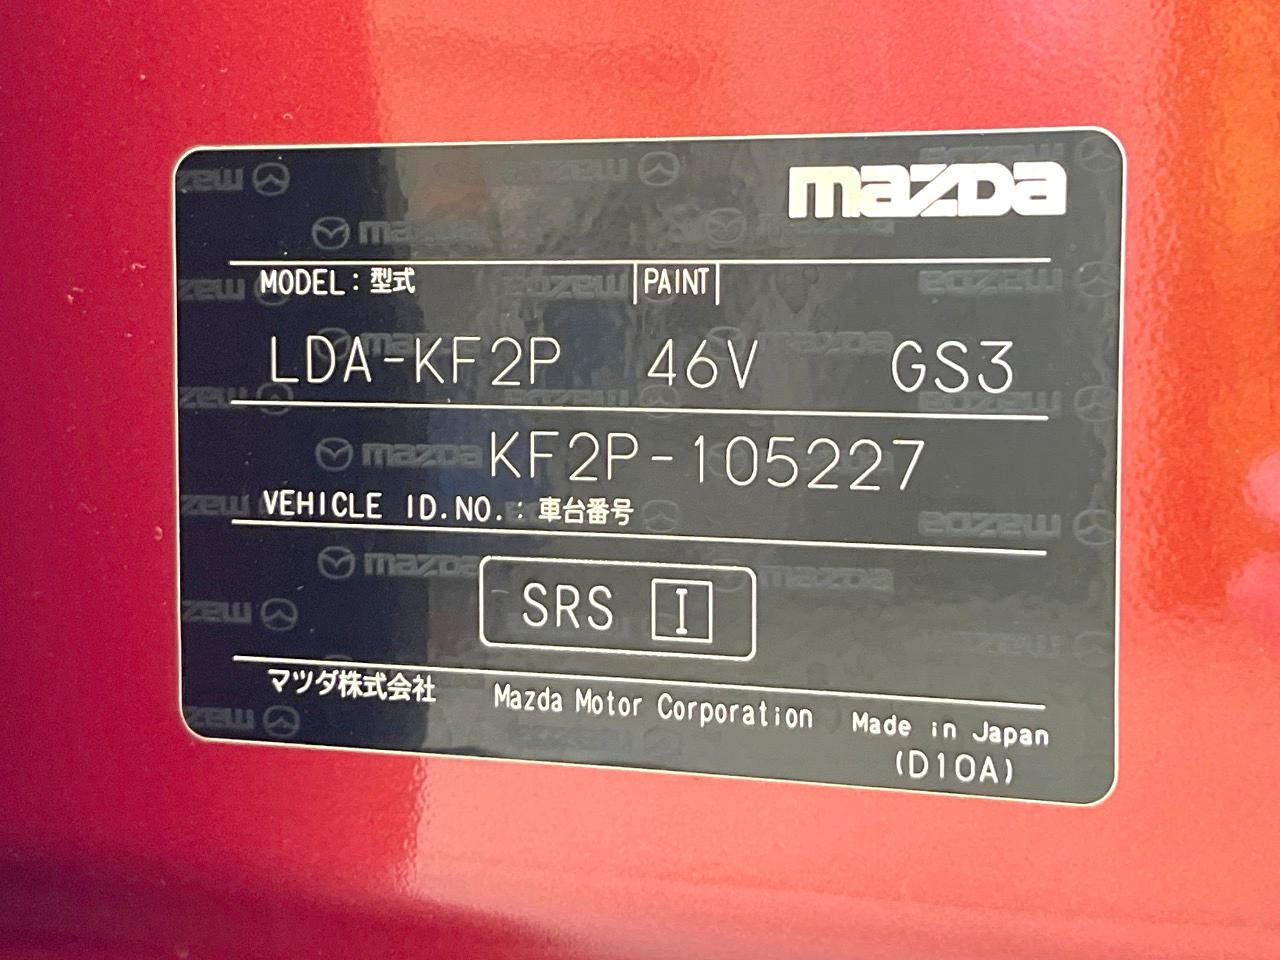 mazda
MODEL：型式 PAINT
LDA-KF2P 46V GS3
KF2P-105227
VEHICLE ID.NO.：車台番号
SRS I
マツダ株式会社 Mazda Motor Corporation Made in Japan
(D10A)